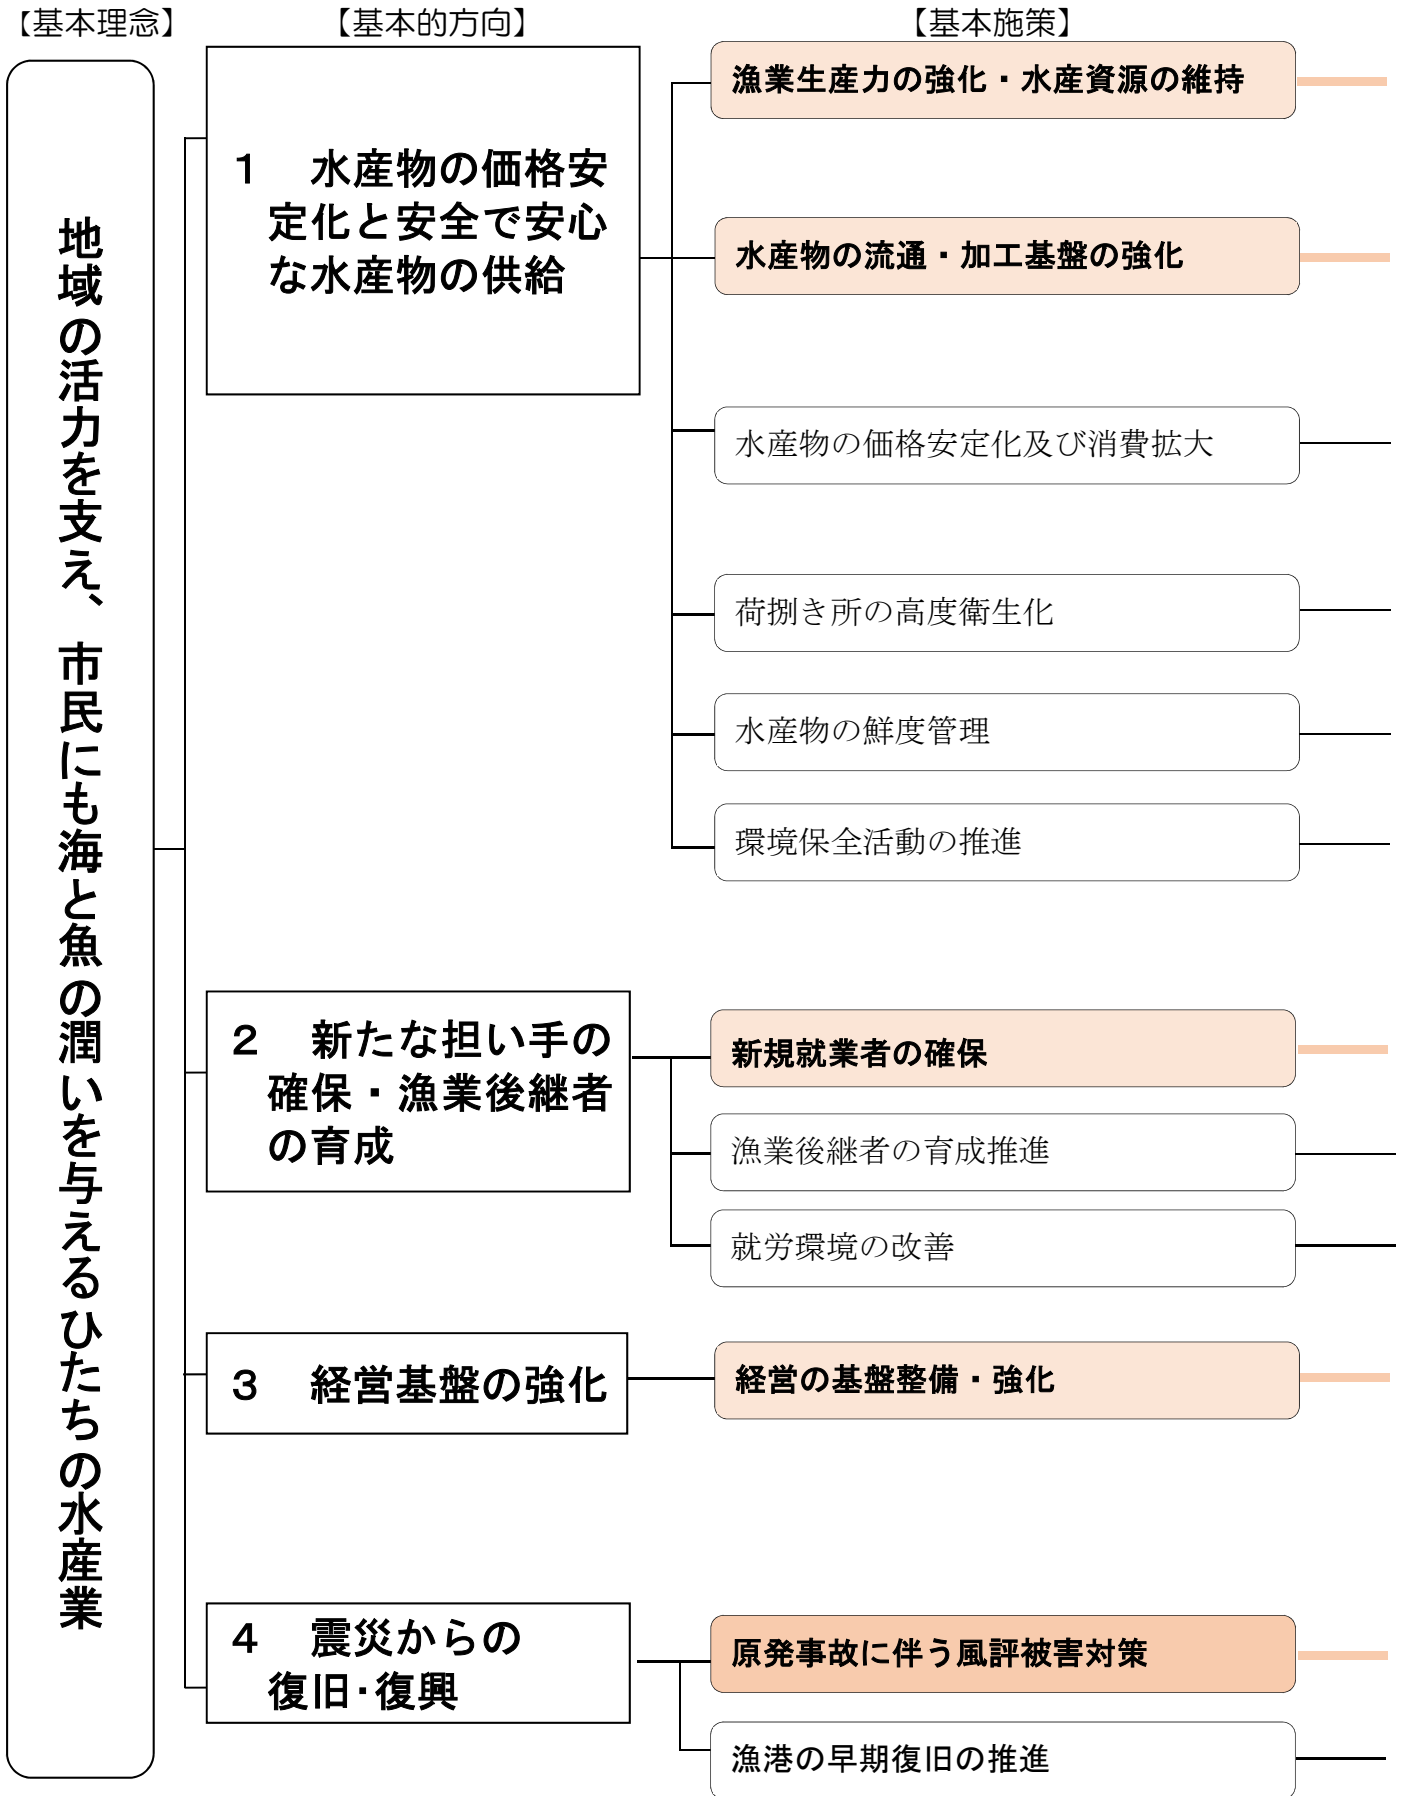 【基本理念】
【基本的方向】
【基本施策】
地域の活力を支え、市民にも海と魚の潤いを与えるひたちの水産業
1　水産物の価格安
定化と安全で安心
な水産物の供給
漁業生産力の強化・水産資源の維持
水産物の流通・加工基盤の強化
水産物の価格安定化及び消費拡大
荷捌き所の高度衛生化
水産物の鮮度管理
環境保全活動の推進
2　新たな担い手の
確保・漁業後継者
の育成
新規就業者の確保
漁業後継者の育成推進
就労環境の改善
3　経営基盤の強化
経営の基盤整備・強化
4　震災からの
復旧・復興
原発事故に伴う風評被害対策
漁港の早期復旧の推進